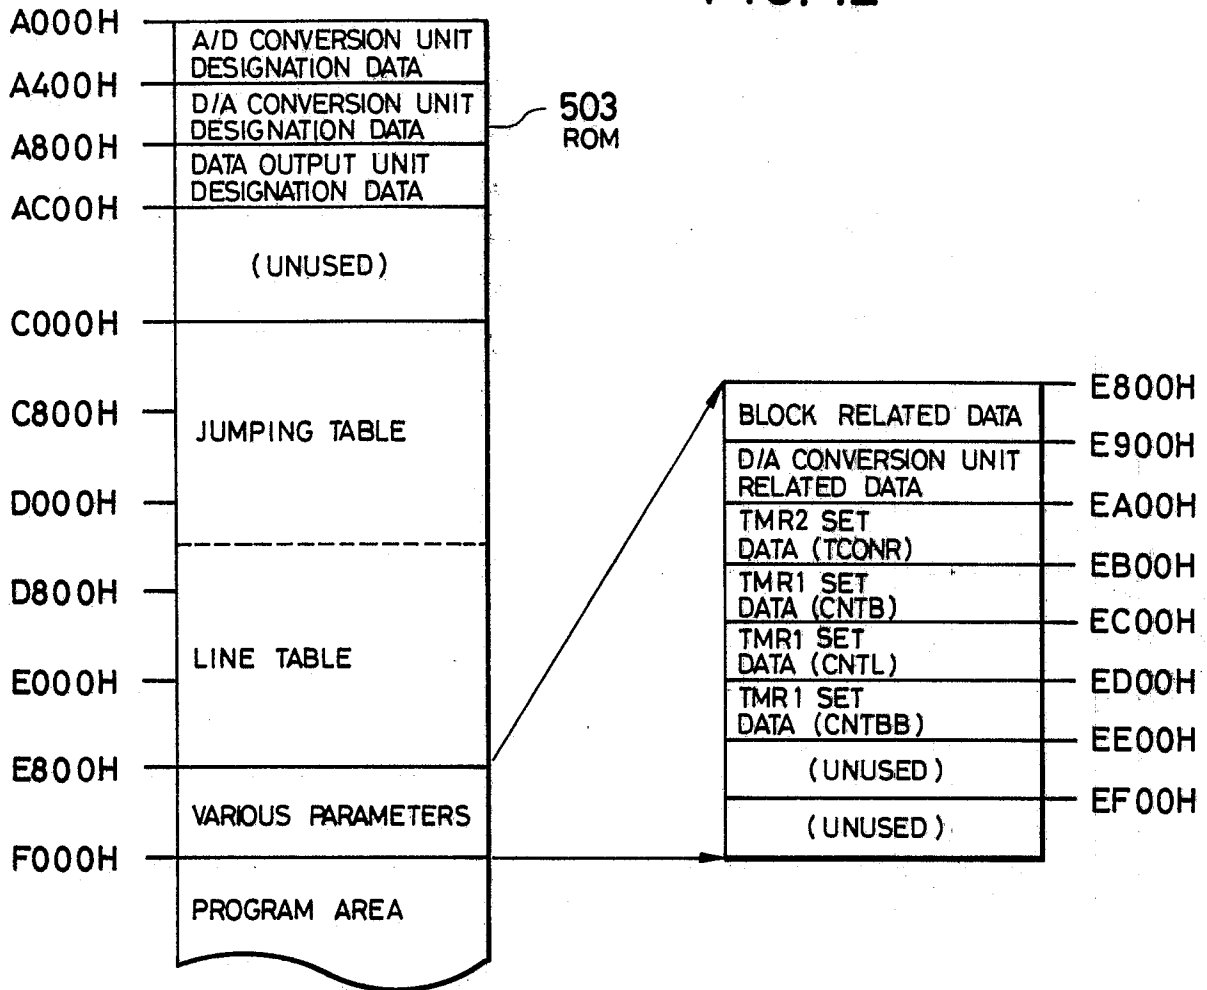 A000H
A/D CONVERSION UNIT
DESIGNATION DATA
A400H
D/A CONVERSION UNIT
DESIGNATION DATA
503
ROM
A800H
DATA OUTPUT UNIT
DESIGNATION DATA
AC00H
(UNUSED)
C000H
C800H
JUMPING TABLE
D000H
D800H
LINE TABLE
E000H
E800H
VARIOUS PARAMETERS
F000H
PROGRAM AREA
E800H
BLOCK RELATED DATA
E900H
D/A CONVERSION UNIT
RELATED DATA
EA00H
TMR2 SET
DATA (TCONR)
EB00H
TMR1 SET
DATA (CNTB)
EC00H
TMR1 SET
DATA (CNTL)
ED00H
TMR1 SET
DATA (CNTBB)
EE00H
(UNUSED)
EF00H
(UNUSED)